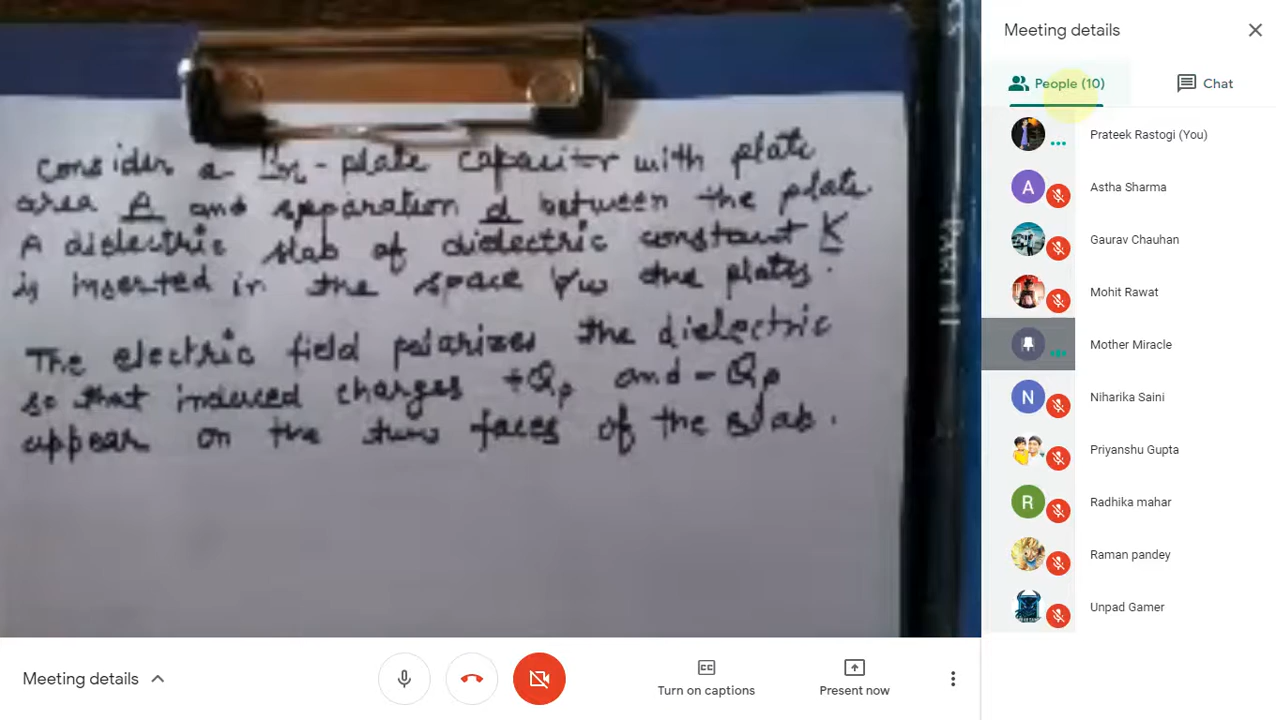 Consider a -plate capacitor with plate
area A and separation d between the plate.
A dielectric slab of dielectric constant K
is inserted in the space b/w the plates.
The electric field polarizes the dielectric
so that induced charges +Qp and -Qp
appear on the two faces of the slab.
Meeting details
People (10)
Chat
Prateek Rastogi (You)
A
Astha Sharma
Gaurav Chauhan
Mohit Rawat
Mother Miracle
N
Niharika Saini
Priyanshu Gupta
R
Radhika mahar
Raman pandey
Unpad Gamer
Meeting details
CC
Turn on captions
Present now